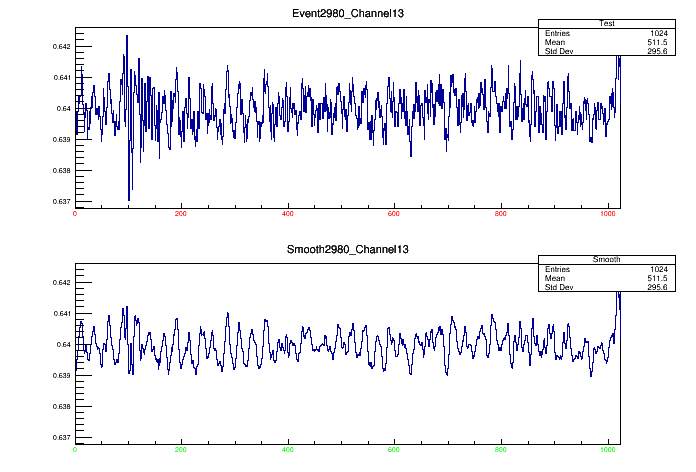 Event2980_Channel13
Test
Entries 1024
Mean 511.5
Std Dev 295.6
0.642
0.641
0.64
0.639
0.638
0.637
0 200 400 600 800 1000
Smooth2980_Channel13
Smooth
Entries 1024
Mean 511.5
Std Dev 295.6
0.642
0.641
0.64
0.639
0.638
0.637
0 200 400 600 800 1000